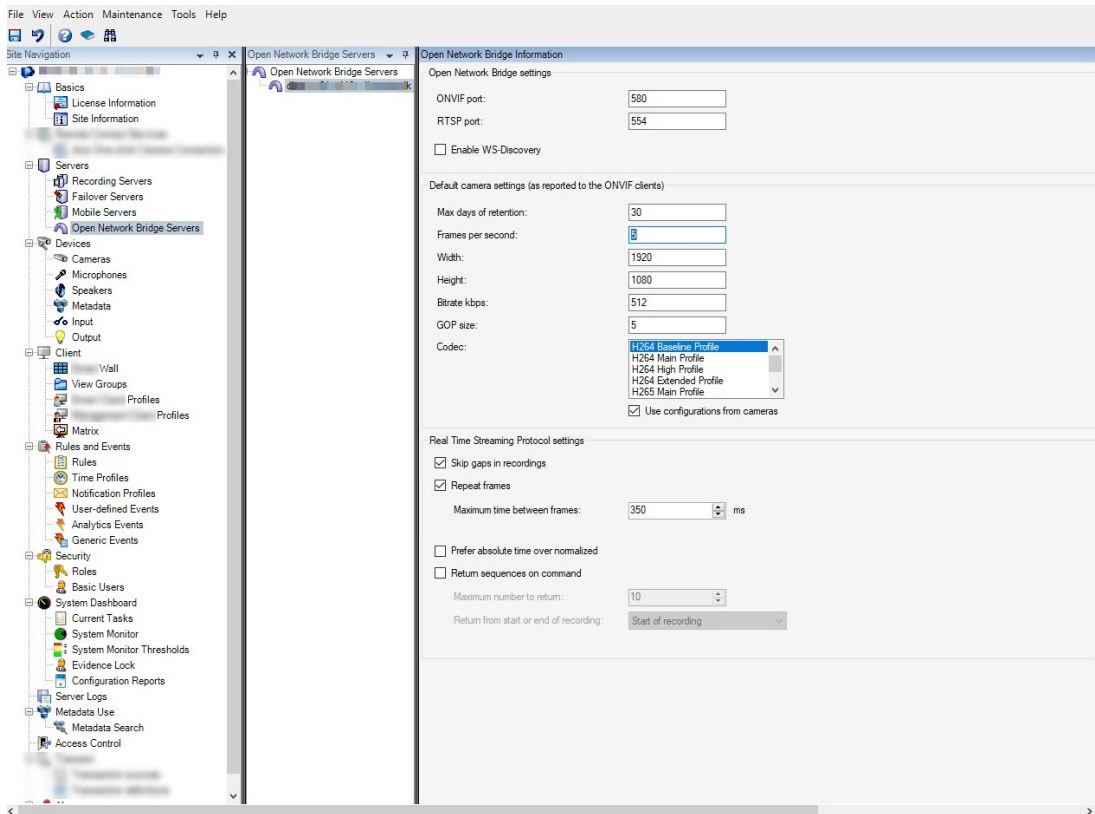 File View Action Maintenance Tools Help
Site Navigation
Basics
License Information
Site Information
Servers
Recording Servers
Failover Servers
Mobile Servers
Open Network Bridge Servers
Devices
Cameras
Microphones
Speakers
Metadata
Input
Output
Client
Wall
View Groups
Profiles
Profiles
Matrix
Rules and Events
Rules
Time Profiles
Notification Profiles
User-defined Events
Analytics Events
Generic Events
Security
Roles
Basic Users
System Dashboard
Current Tasks
System Monitor
System Monitor Thresholds
Evidence Lock
Configuration Reports
Server Logs
Metadata Use
Metadata Search
Access Control
Open Network Bridge Servers
Open Network Bridge Servers
Open Network Bridge Information
Open Network Bridge settings
ONVIF port: 580
RTSP port: 554
Enable WS-Discovery
Default camera settings (as reported to the ONVIF clients)
Max days of retention: 30
Frames per second: 5
Width: 1920
Height: 1080
Bitrate kbps: 512
GOP size: 5
Codec: H264 Baseline Profile
H264 Main Profile
H264 High Profile
H264 Extended Profile
H265 Main Profile
Use configurations from cameras
Real Time Streaming Protocol settings
Skip gaps in recordings
Repeat frames
Maximum time between frames: 350 ms
Prefer absolute time over normalized
Return sequences on command
Maximum number to return: 10
Return from start or end of recording: Start of recording